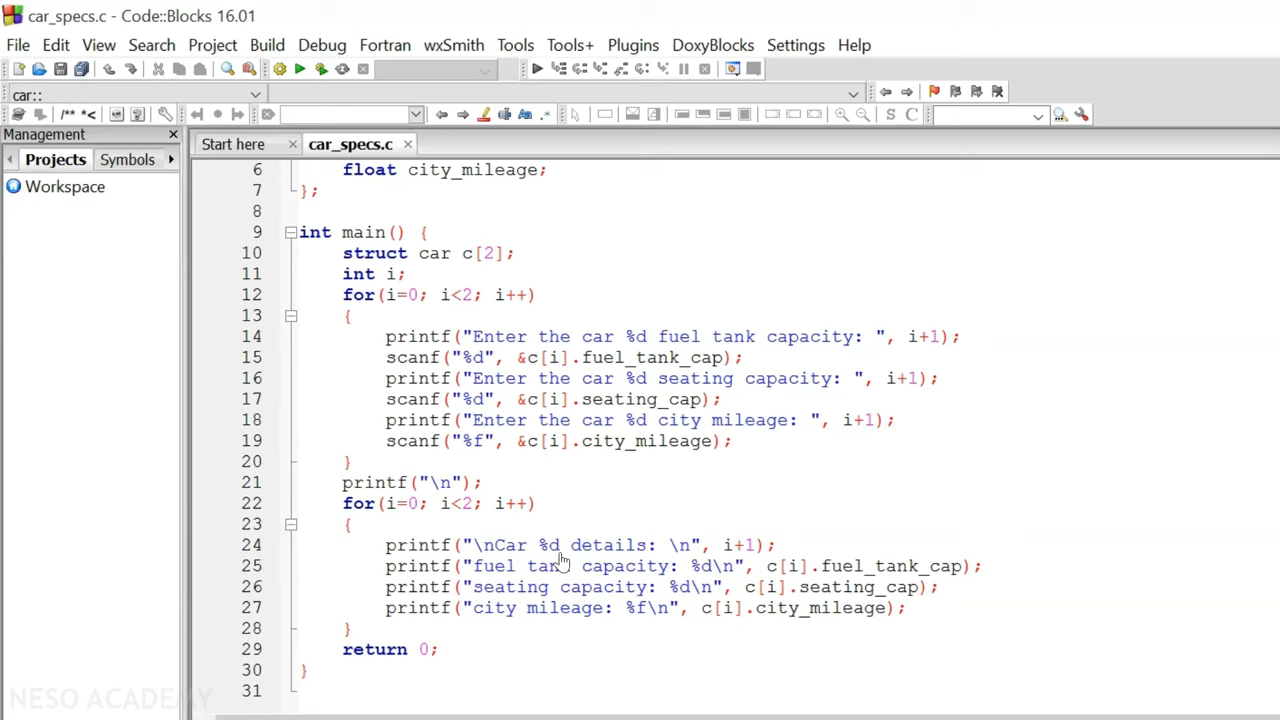 car_specs.c - Code::Blocks 16.01
File Edit View Search Project Build Debug Fortran wxSmith Tools Tools+ Plugins DoxyBlocks Settings Help
car::
/** *<
Management
Start here car_specs.c
Projects Symbols
Workspace
6 float city_mileage;
7 };
8
9 int main() {
10 struct car c[2];
11 int i;
12 for(i=0; i<2; i++)
13 {
14 printf("Enter the car %d fuel tank capacity: ", i+1);
15 scanf("%d", &c[i].fuel_tank_cap);
16 printf("Enter the car %d seating capacity: ", i+1);
17 scanf("%d", &c[i].seating_cap);
18 printf("Enter the car %d city mileage: ", i+1);
19 scanf("%f", &c[i].city_mileage);
20 }
21 printf("\n");
22 for(i=0; i<2; i++)
23 {
24 printf("\nCar %d details: \n", i+1);
25 printf("fuel tank capacity: %d\n", c[i].fuel_tank_cap);
26 printf("seating capacity: %d\n", c[i].seating_cap);
27 printf("city mileage: %f\n", c[i].city_mileage);
28 }
29 return 0;
30 }
31
NESO ACADEMY